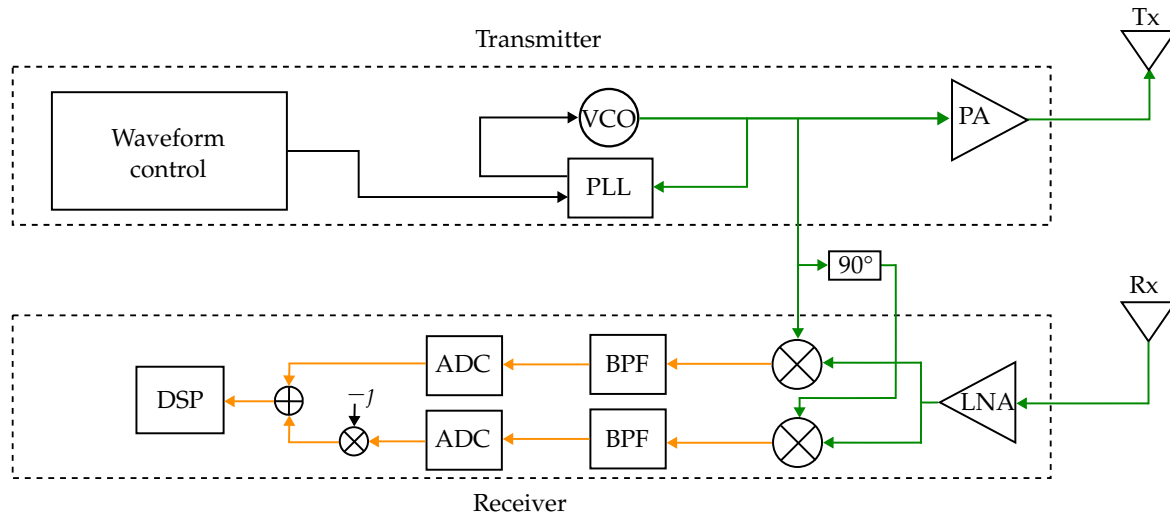 Transmitter
Tx
Waveform
control
VCO
PLL
PA
90°
Rx
DSP
ADC
BPF
−ȷ
ADC
BPF
LNA
Receiver